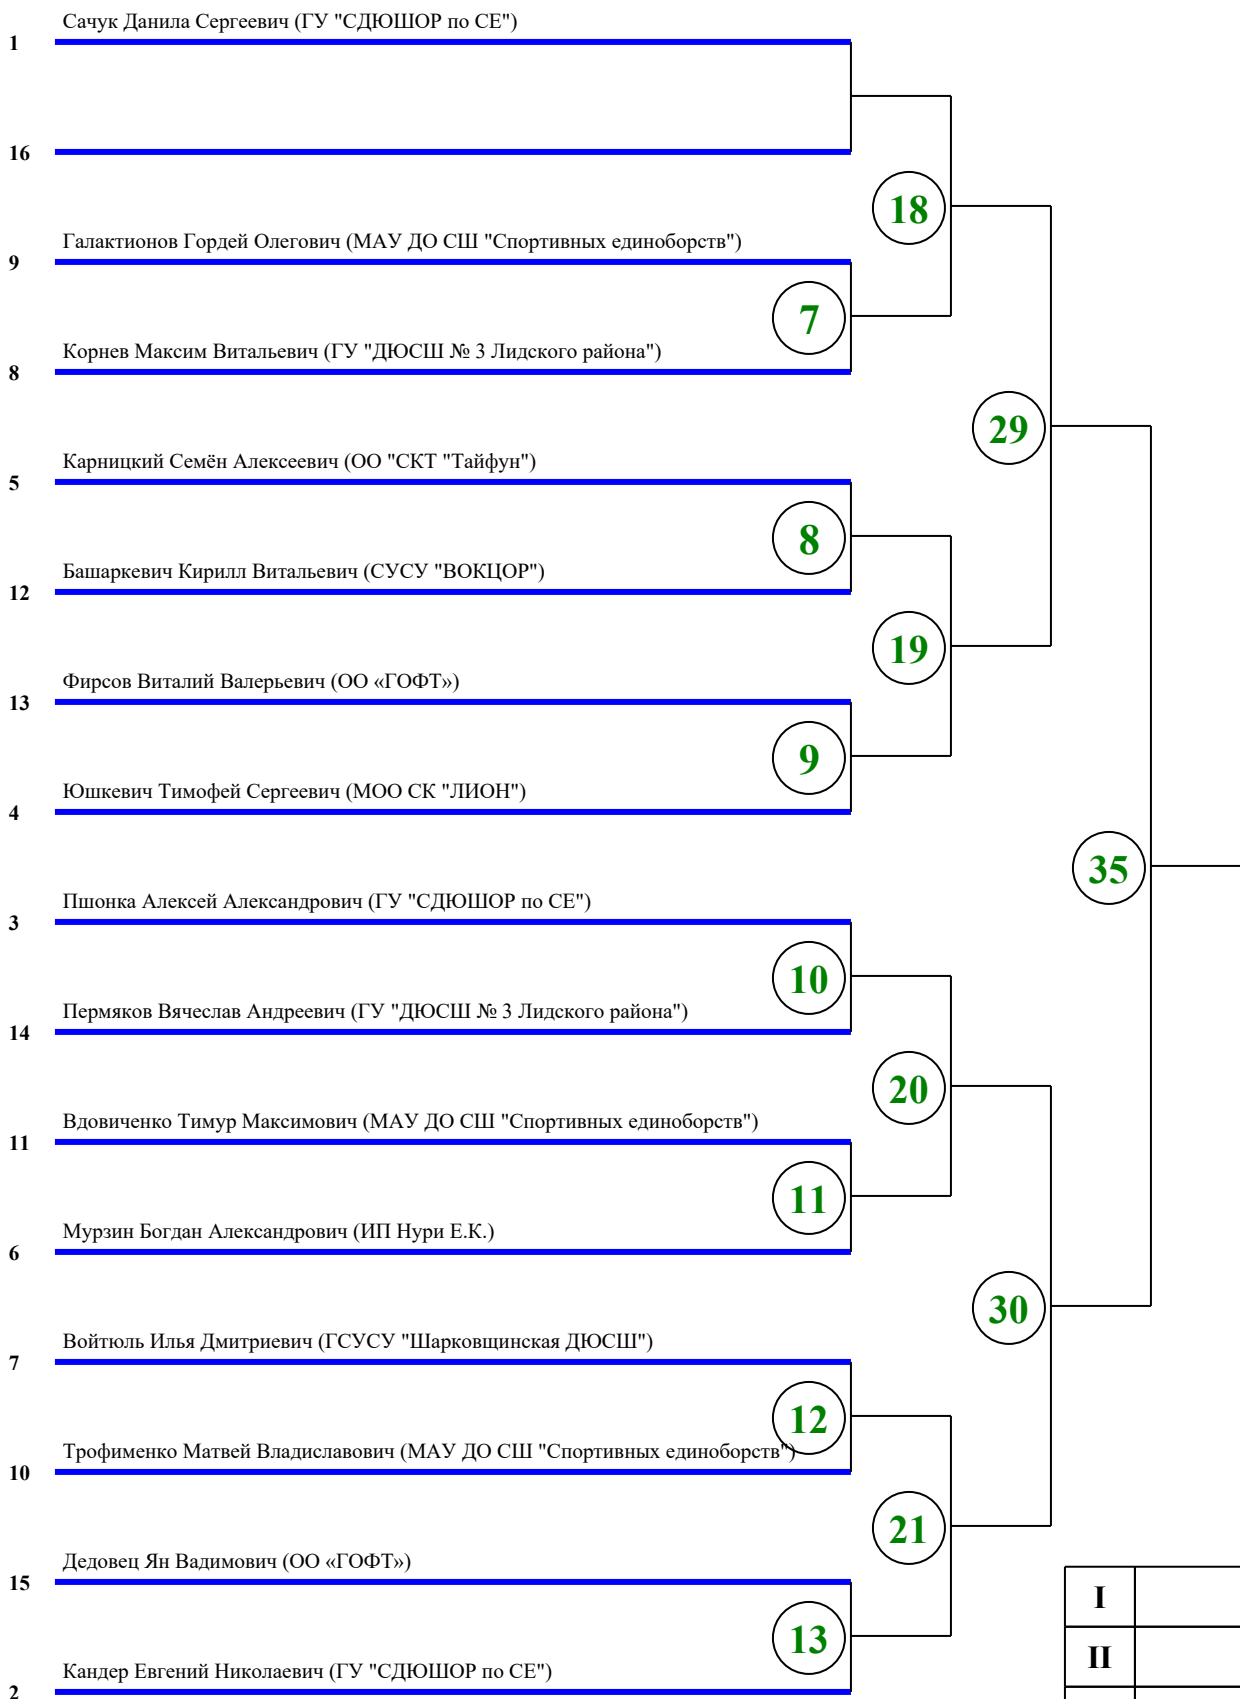 Сачук Данила Сергеевич (ГУ "СДЮШОР по СЕ")
1
16
18
Галактионов Гордей Олегович (МАУ ДО СШ "Спортивных единоборств")
9
7
Корнев Максим Витальевич (ГУ "ДЮСШ № 3 Лидского района")
8
29
Карницкий Семён Алексеевич (ОО "СКТ "Тайфун")
5
8
Башаркевич Кирилл Витальевич (СУСУ "ВОКЦОР")
12
19
Фирсов Виталий Валерьевич (ОО «ГОФТ»)
13
9
Юшкевич Тимофей Сергеевич (МОО СК "ЛИОН")
4
35
Пшонка Алексей Александрович (ГУ "СДЮШОР по СЕ")
3
10
Пермяков Вячеслав Андреевич (ГУ "ДЮСШ № 3 Лидского района")
14
20
Вдовиченко Тимур Максимович (МАУ ДО СШ "Спортивных единоборств")
11
11
Мурзин Богдан Александрович (ИП Нури Е.К.)
6
30
Войтюль Илья Дмитриевич (ГСУСУ "Шарковщинская ДЮСШ")
7
12
Трофименко Матвей Владиславович (МАУ ДО СШ "Спортивных единоборств")
10
21
Дедовец Ян Вадимович (ОО «ГОФТ»)
15
I
13
II
Кандер Евгений Николаевич (ГУ "СДЮШОР по СЕ")
2